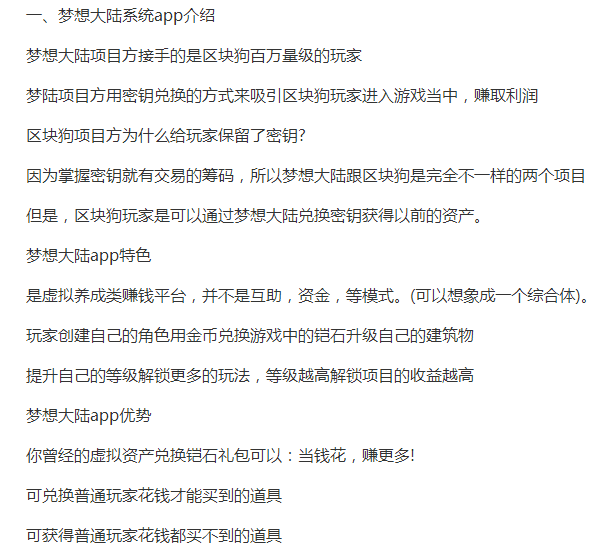 一、梦想大陆系统app介绍
梦想大陆项目方接手的是区块狗百万量级的玩家
梦陆项目方用密钥兑换的方式来吸引区块狗玩家进入游戏当中，赚取利润
区块狗项目方为什么给玩家保留了密钥?
因为掌握密钥就有交易的筹码，所以梦想大陆跟区块狗是完全不一样的两个项目
但是，区块狗玩家是可以通过梦想大陆兑换密钥获得以前的资产。
梦想大陆app特色
是虚拟养成类赚钱平台，并不是互助，资金，等模式。(可以想象成一个综合体)。
玩家创建自己的角色用金币兑换游戏中的铠石升级自己的建筑物
提升自己的等级解锁更多的玩法，等级越高解锁项目的收益越高
梦想大陆app优势
你曾经的虚拟资产兑换铠石礼包可以：当钱花，赚更多!
可兑换普通玩家花钱才能买到的道具
可获得普通玩家花钱都买不到的道具